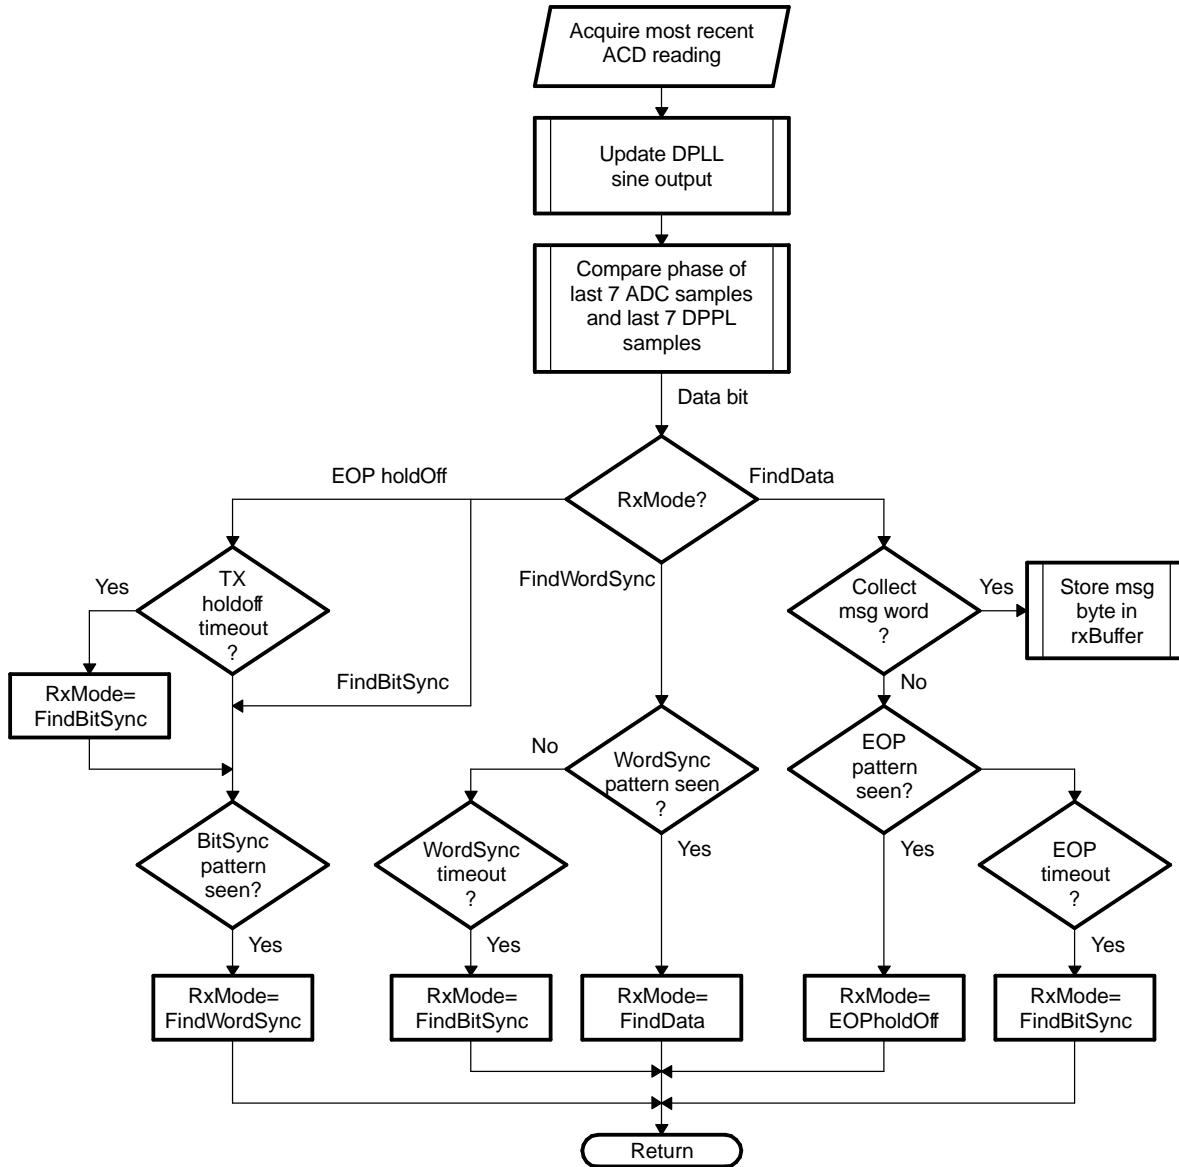 Acquire most recent
ACD reading
Update DPLL
sine output
Compare phase of
last 7 ADC samples
and last 7 DPPL
samples
Data bit
EOP holdOff
RxMode?
FindData
Yes
TX
holdoff
timeout
?
FindWordSync
Collect
msg word
?
Yes
Store msg
byte in
rxBuffer
RxMode=
FindBitSync
FindBitSync
No
No
WordSync
pattern seen
?
EOP
pattern
seen?
BitSync
pattern
seen?
WordSync
timeout
?
Yes
Yes
EOP
timeout
?
Yes
Yes
Yes
RxMode=
FindWordSync
RxMode=
FindBitSync
RxMode=
FindData
RxMode=
EOPholdOff
RxMode=
FindBitSync
Return